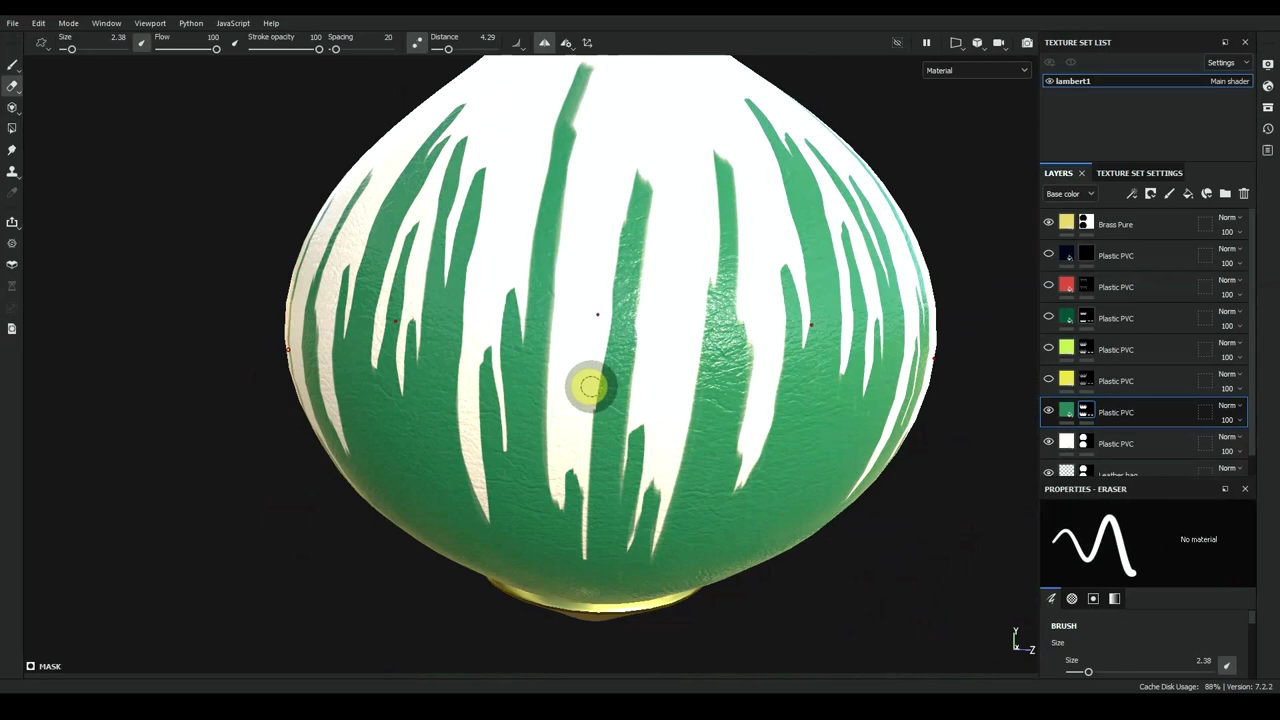 File Edit Mode Window Viewport Python JavaScript Help
Size 2.38 Flow 100 Stroke opacity 100 Spacing 20 Distance 4.29
Material
TEXTURE SET LIST
Settings
lambert1 Main shader
LAYERS TEXTURE SET SETTINGS
Base color
Brass Pure Norm 100
Plastic PVC Norm 100
Plastic PVC Norm 100
Plastic PVC Norm 100
Plastic PVC Norm 100
Plastic PVC Norm 100
Plastic PVC Norm 100
Plastic PVC Norm 100
Leather bag Norm
PROPERTIES - ERASER
No material
BRUSH
Size
Size 2.38
Y
Z
MASK
Cache Disk Usage: 88% | Version: 7.2.2